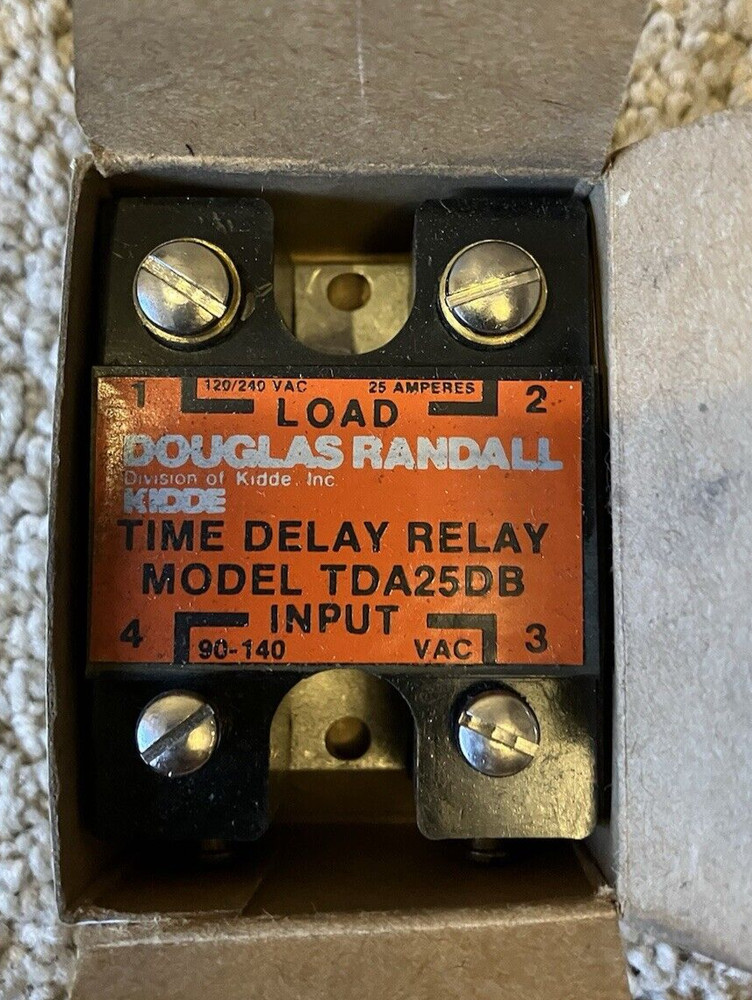 1 120/240 VAC 25 AMPERES 2
LOAD
DOUGLAS RANDALL
Division of Kidde, Inc.
KIDDE
TIME DELAY RELAY
MODEL TDA25DB
INPUT
4 90-140 VAC 3